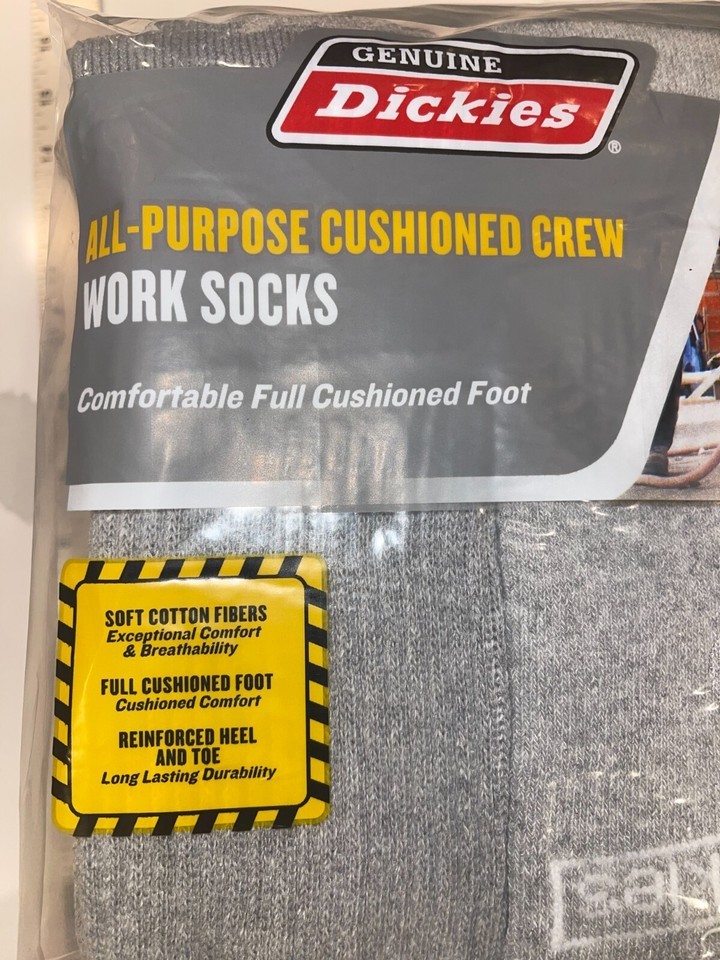 GENUINE
Dickies
®
ALL-PURPOSE CUSHIONED CREW
WORK SOCKS
Comfortable Full Cushioned Foot
SOFT COTTON FIBERS
Exceptional Comfort
& Breathability
FULL CUSHIONED FOOT
Cushioned Comfort
REINFORCED HEEL
AND TOE
Long Lasting Durability